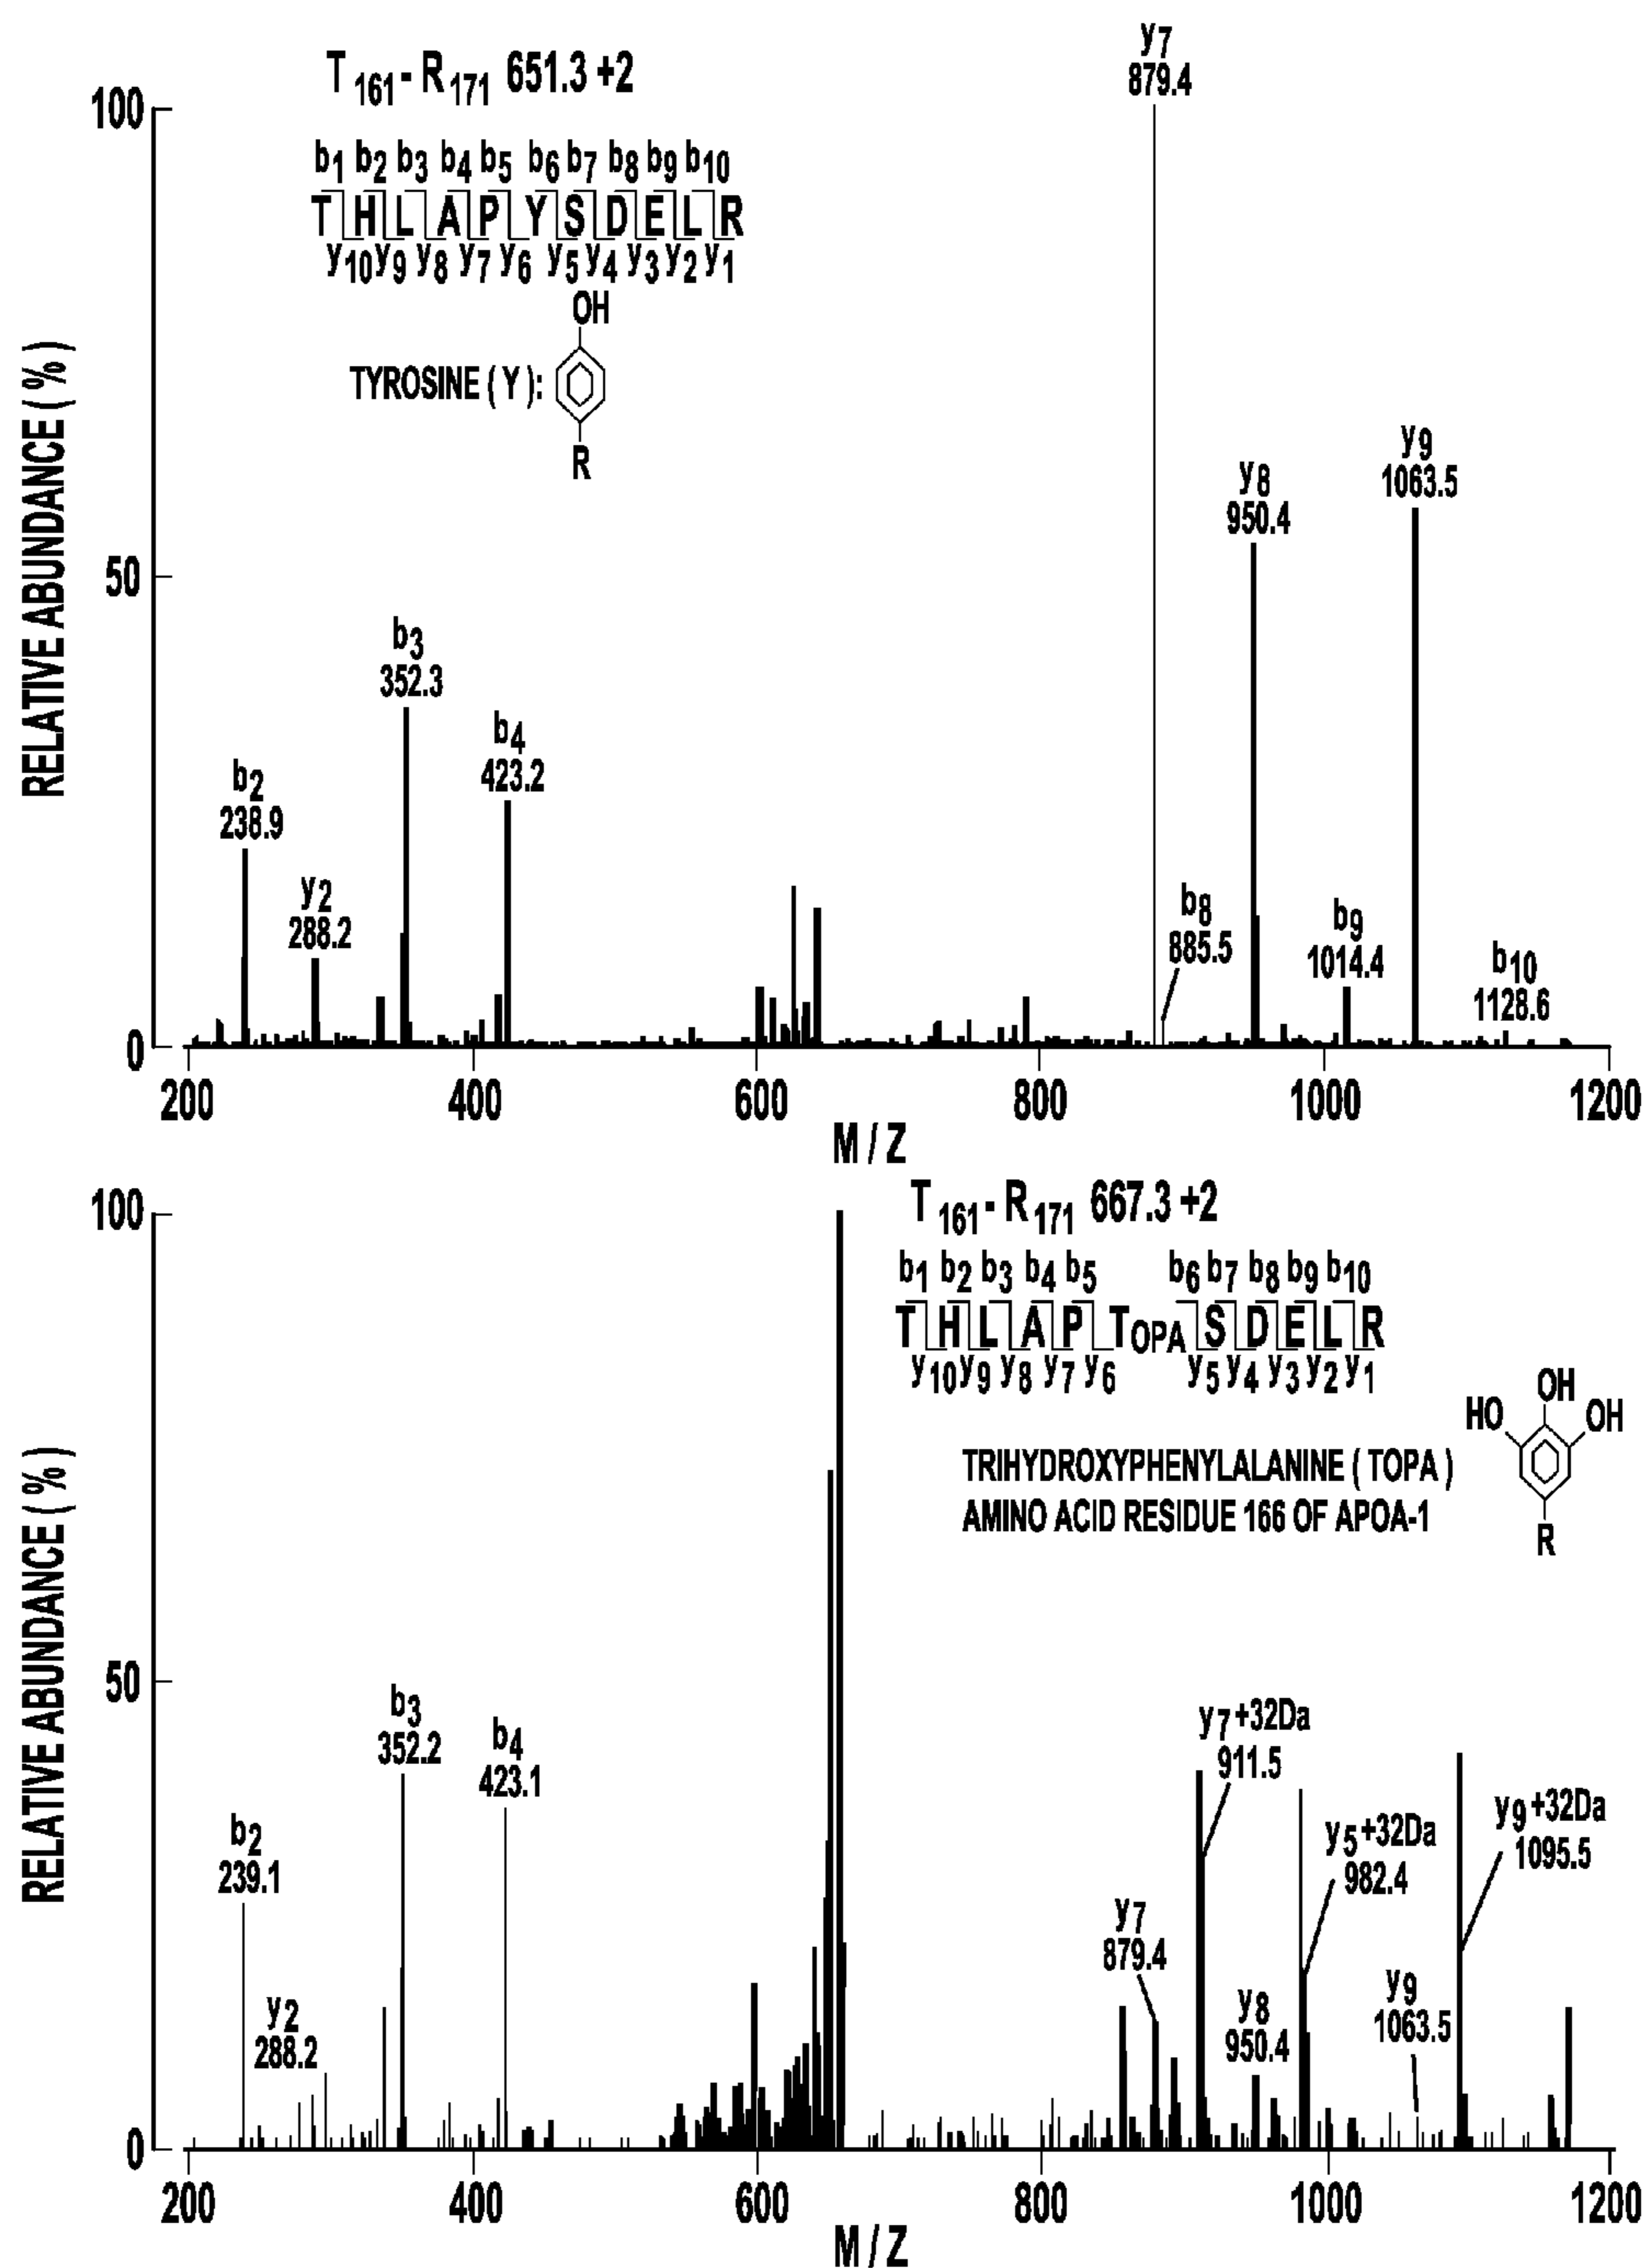 T161 - R171 651.3 +2
b1 b2 b3 b4 b5 b6 b7 b8 b9 b10
T H L A P Y S D E L R
y10 y9 y8 y7 y6 y5 y4 y3 y2 y1
OH
TYROSINE ( Y ):
R
RELATIVE ABUNDANCE ( % )
100
50
0
b2
238.9
y2
288.2
b3
352.3
b4
423.2
y7
879.4
b8
885.5
y8
950.4
b9
1014.4
y9
1063.5
b10
1128.6
200 400 600 800 1000 1200
M / Z
T161 - R171 667.3 +2
b1 b2 b3 b4 b5 b6 b7 b8 b9 b10
T H L A P TOPA S D E L R
y10 y9 y8 y7 y6 y5 y4 y3 y2 y1
OH
HO OH
TRIHYDROXYPHENYLALANINE ( TOPA )
AMINO ACID RESIDUE 166 OF APOA-1
R
RELATIVE ABUNDANCE ( % )
100
50
0
b2
239.1
y2
288.2
b3
352.2
b4
423.1
y7
879.4
y7 +32Da
911.5
y8
950.4
y5 +32Da
982.4
y9
1063.5
y9 +32Da
1095.5
200 400 600 800 1000 1200
M / Z